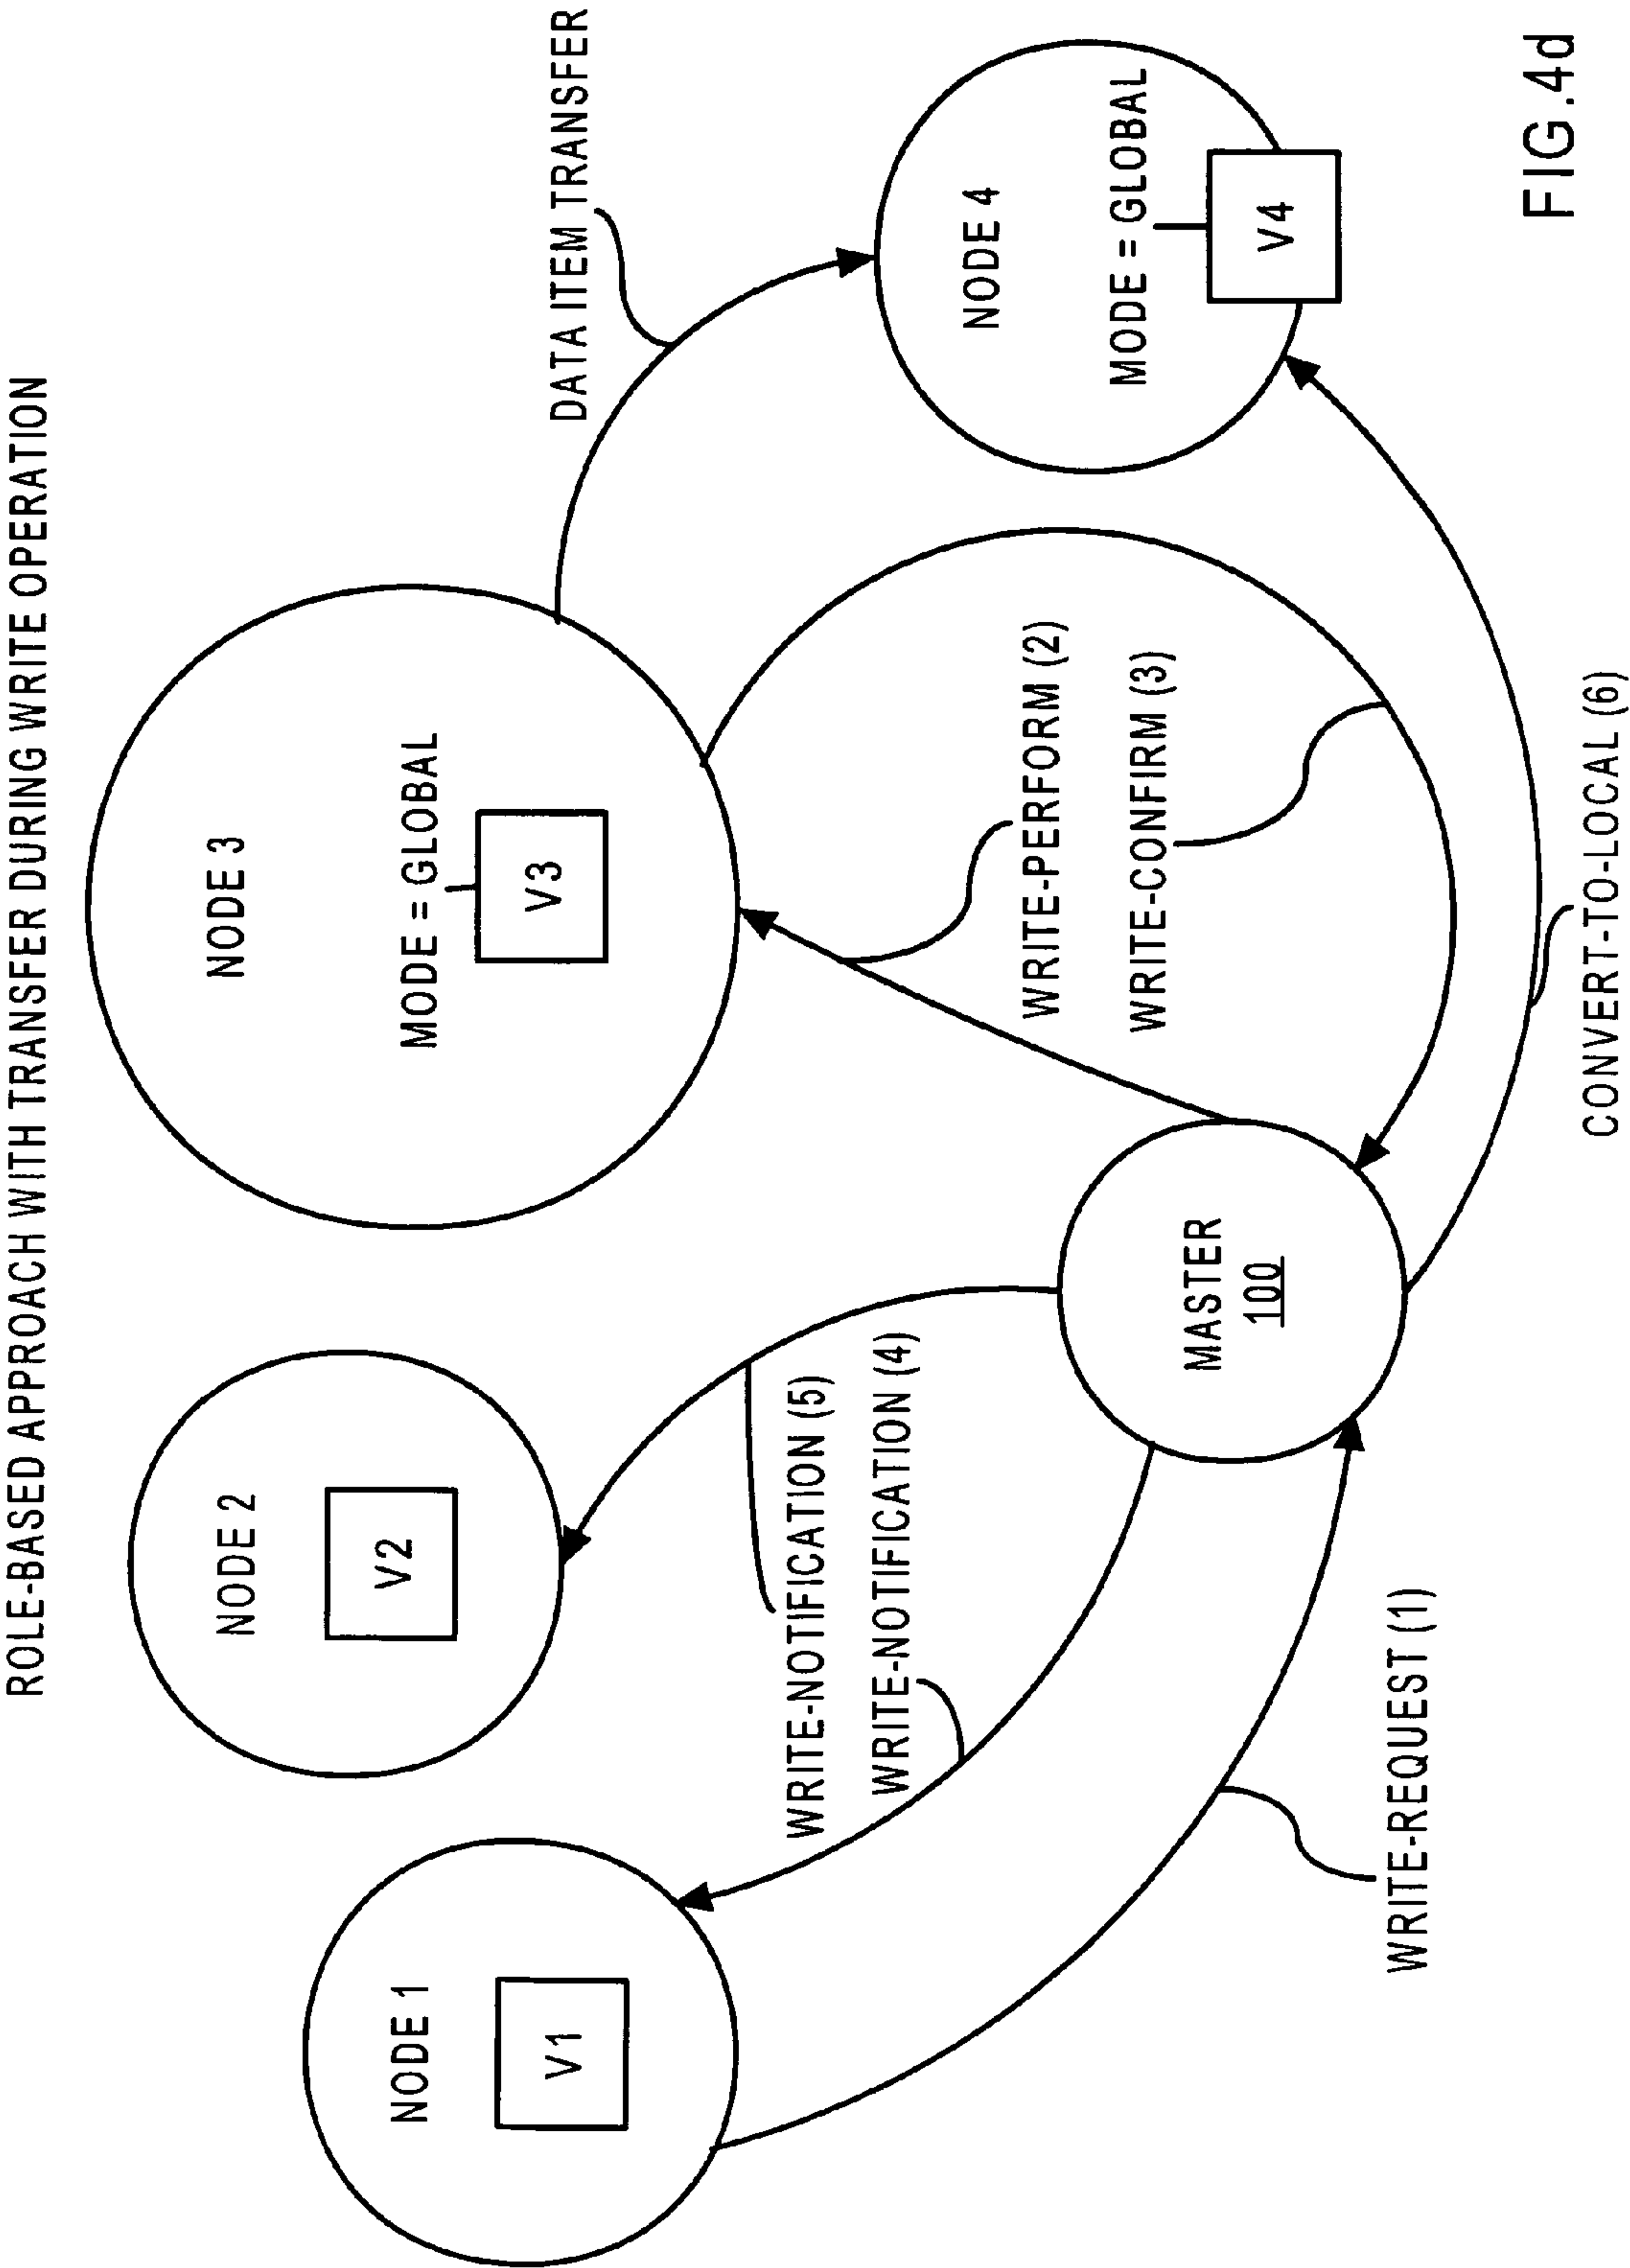 ROLE-BASED APPROACH WITH TRANSFER DURING WRITE OPERATION
NODE 1
V1
NODE 2
V2
NODE 3
MODE = GLOBAL
V3
DATA ITEM TRANSFER
NODE 4
MODE = GLOBAL
V4
WRITE-NOTIFICATION (5)
WRITE-NOTIFICATION (4)
WRITE-PERFORM (2)
WRITE-CONFIRM (3)
MASTER
100
WRITE-REQUEST (1)
CONVERT-TO-LOCAL (6)
FIG.4d